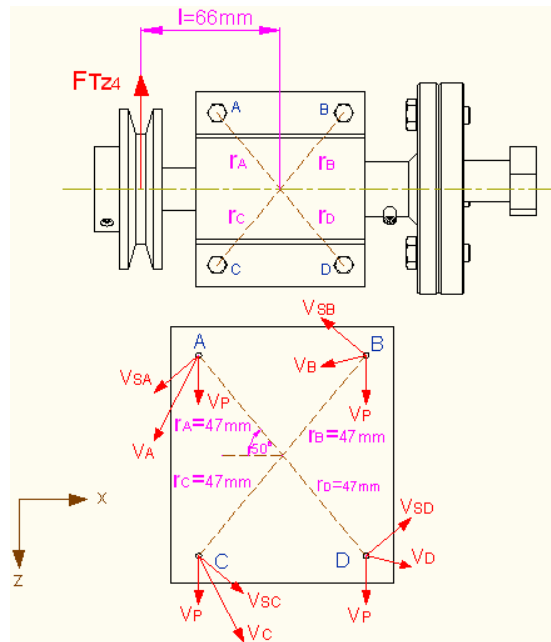 l=66mm
FTz4
A B
rA rB
rC rD
C D
VSB
A B
VSA VB
VP VP
rA=47mm rB=47mm
VA
50°
rC=47mm rD=47mm
X
VSD
C D VD
Z
VP VSC VP
VC